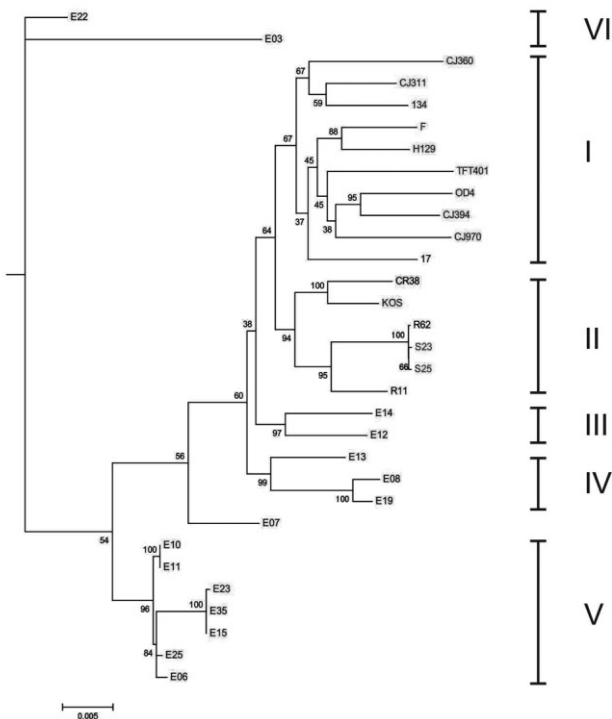 E22
VI
E03
CJ360
67
CJ311
59
134
67
F
88
H129
I
45
TFT401
45
OD4
95
CJ394
37
38
CJ970
64
17
CR38
100
KOS
38
94
R62
100
S23
II
66
S25
95
R11
60
E14
III
97
E12
E13
56
99
E08
IV
100
E19
E07
54
E10
100
E11
E23
96
100
E35
V
E15
84
E25
E06
0.005